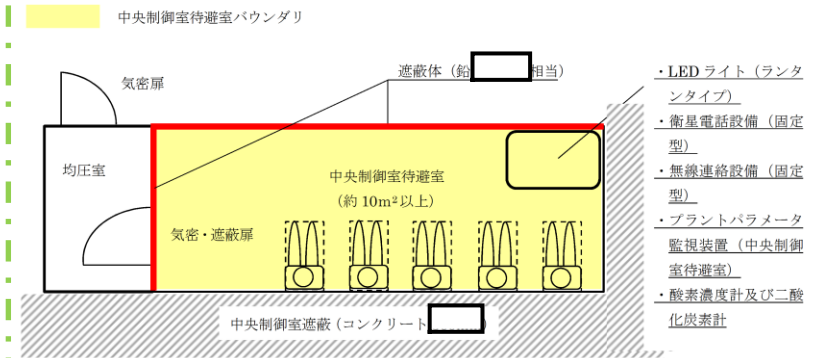 中央制御室待避室バウンダリ
遮蔽体（鉛 相当）
気密扉
均圧室
中央制御室待避室
（約 10m²以上）
気密・遮蔽扉
中央制御室遮蔽（コンクリート ）
・LED ライト（ランタ
ンタイプ）
・衛星電話設備（固定
型）
・無線連絡設備（固定
型）
・プラントパラメータ
監視装置（中央制御
室待避室）
・酸素濃度計及び二酸
化炭素計